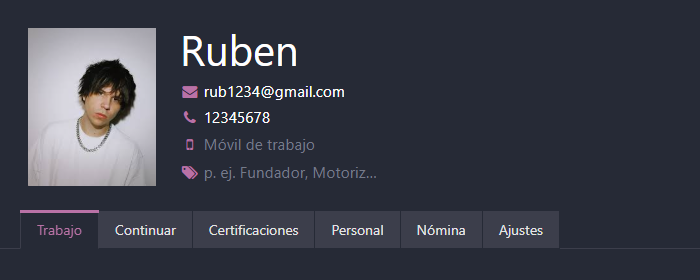 Ruben
rub1234@gmail.com
12345678
Móvil de trabajo
p. ej. Fundador, Motoriz...
Trabajo Continuar Certificaciones Personal Nómina Ajustes